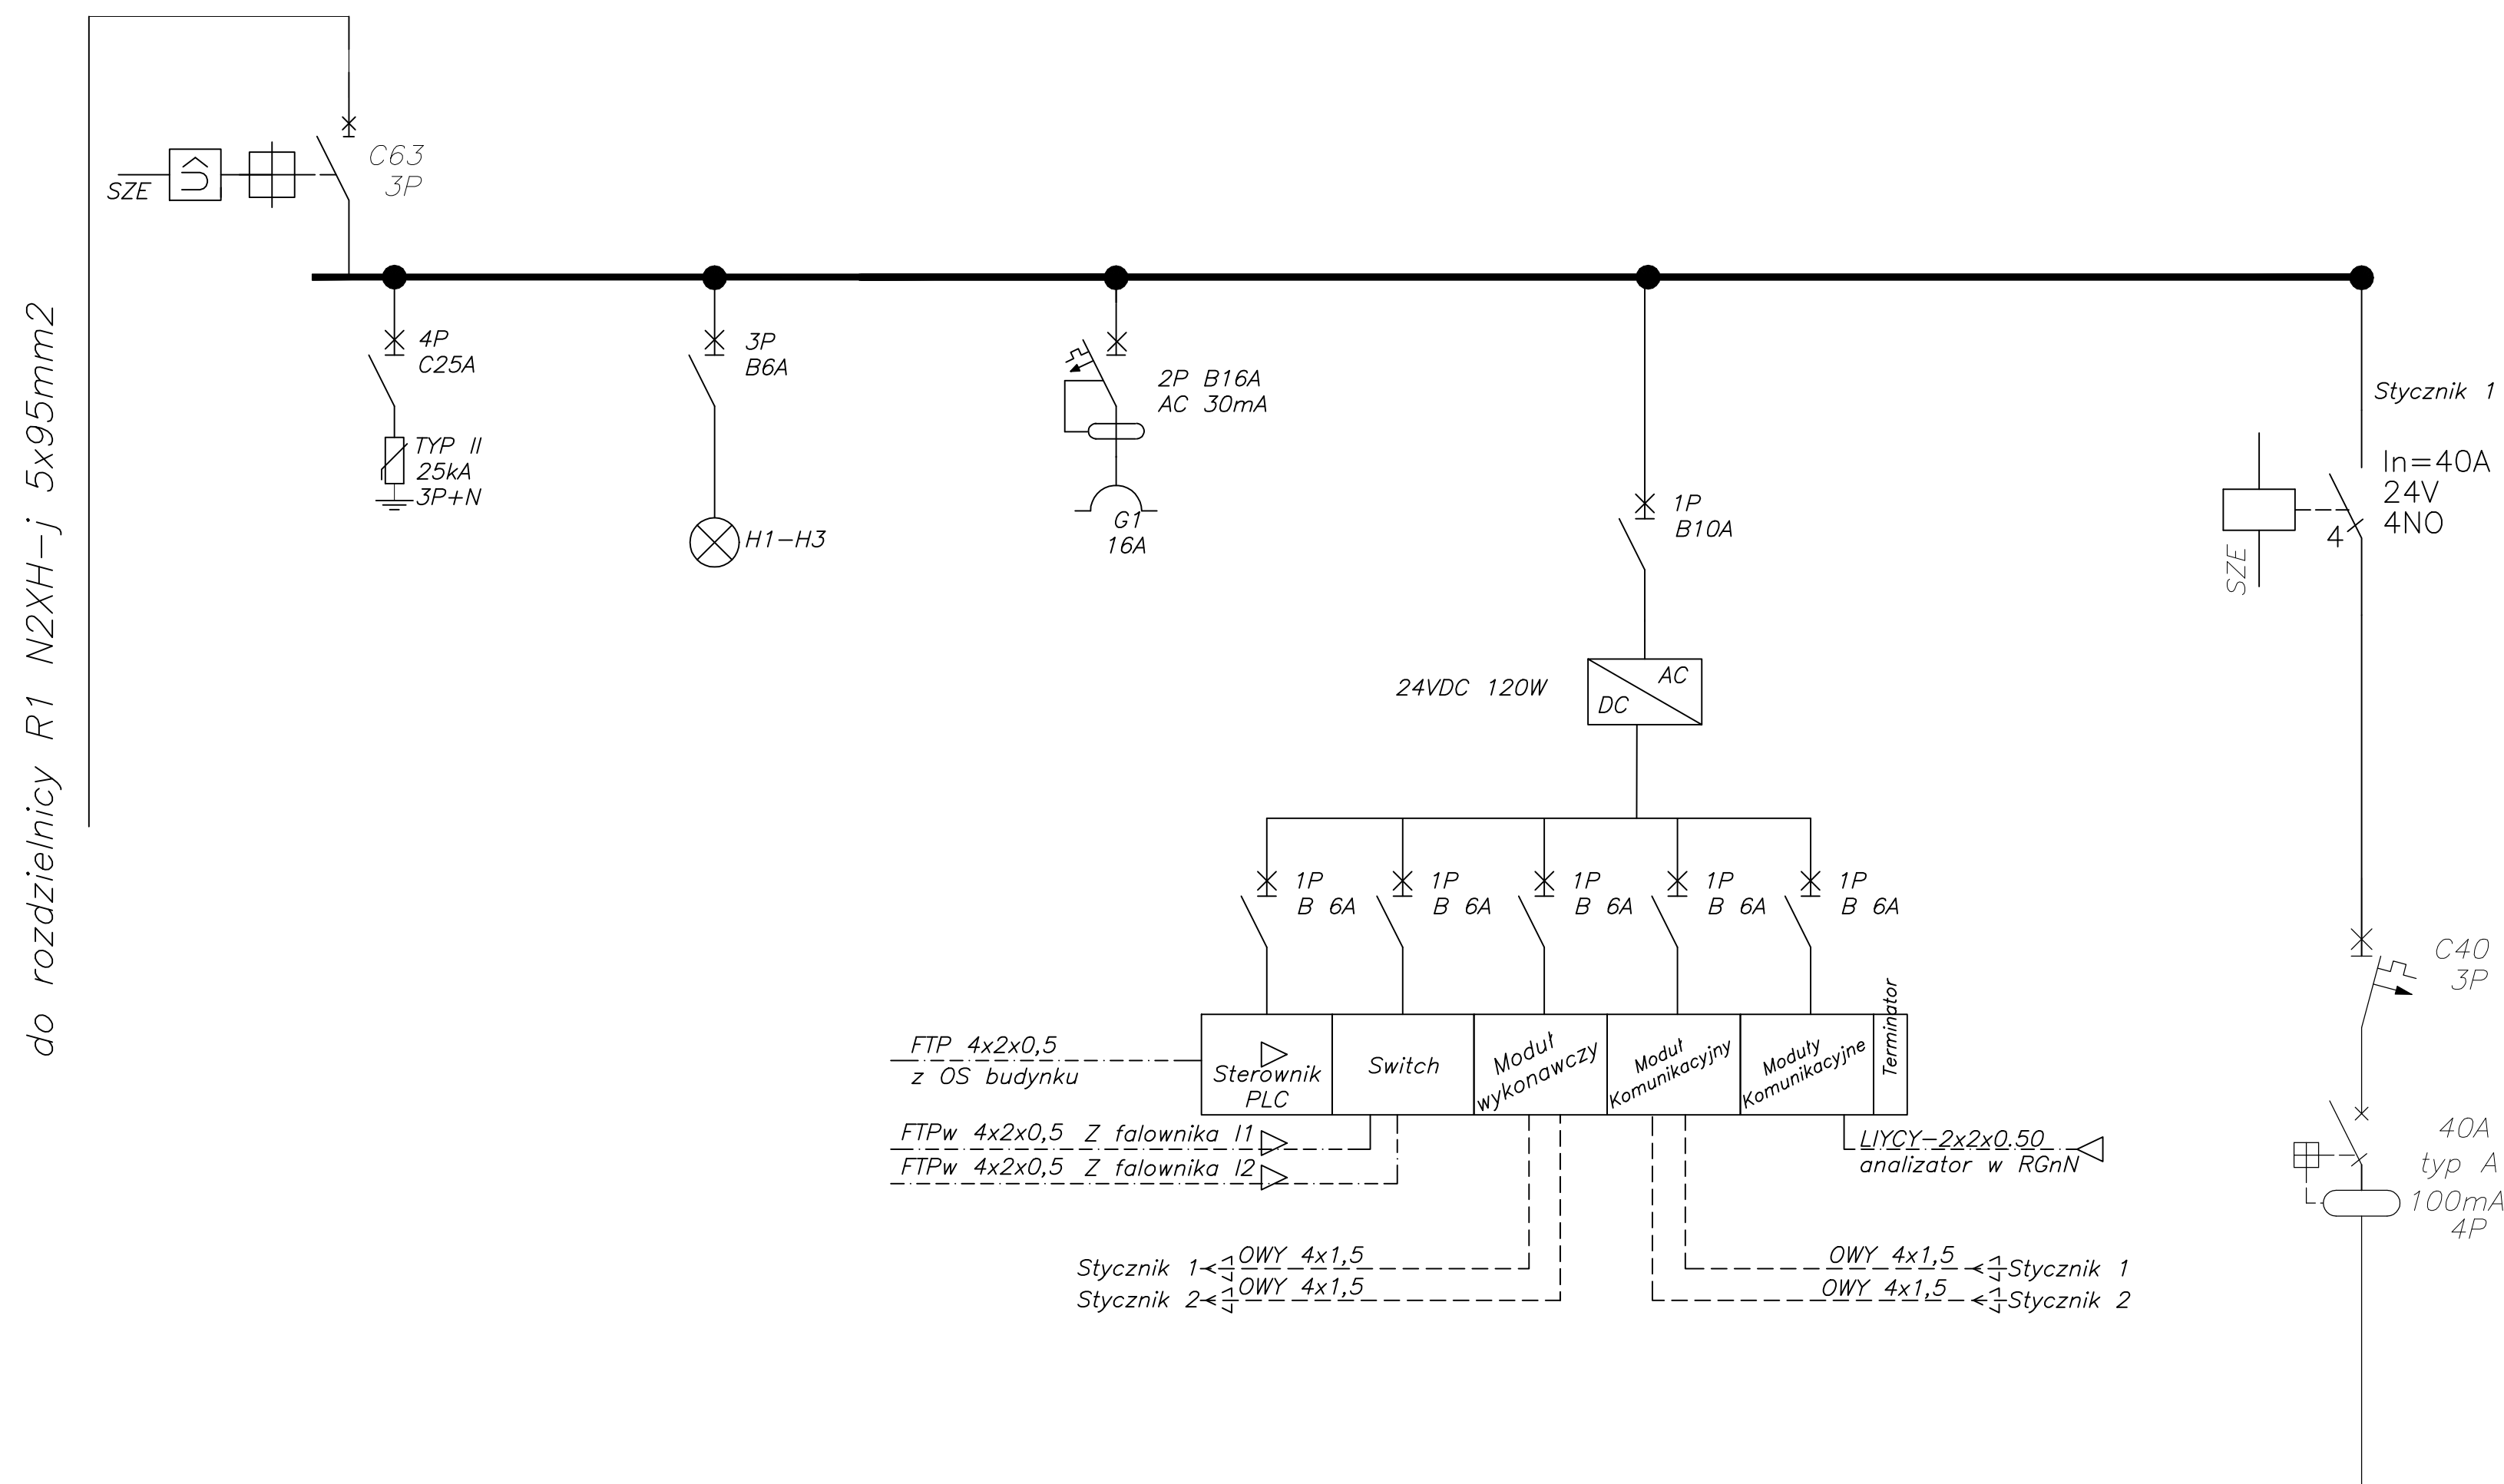 do rozdzielnicy R1 N2XH-j 5x95mm2
SZE
C63
3P
4P
C25A
TYP II
25kA
3P+N
3P
B6A
H1-H3
2P B16A
AC 30mA
G1
16A
1P
B10A
24VDC 120W
AC
DC
Stycznik 1
In=40A
24V
4NO
4
SZE
1P
B 6A
1P
B 6A
1P
B 6A
1P
B 6A
1P
B 6A
C40
3P
FTP 4x2x0,5
z OS budynku
Sterownik
PLC
Switch
Moduł
wykonawczy
Moduł
Komunikacyjny
Moduły
Komunikacyjne
Terminator
FTPw 4x2x0,5 Z falownika I1
FTPw 4x2x0,5 Z falownika I2
LIYCY-2x2x0.50
analizator w RGnN
40A
typ A
100mA
4P
Stycznik 1
OWY 4x1,5
Stycznik 2
OWY 4x1,5
OWY 4x1,5
Stycznik 1
OWY 4x1,5
Stycznik 2